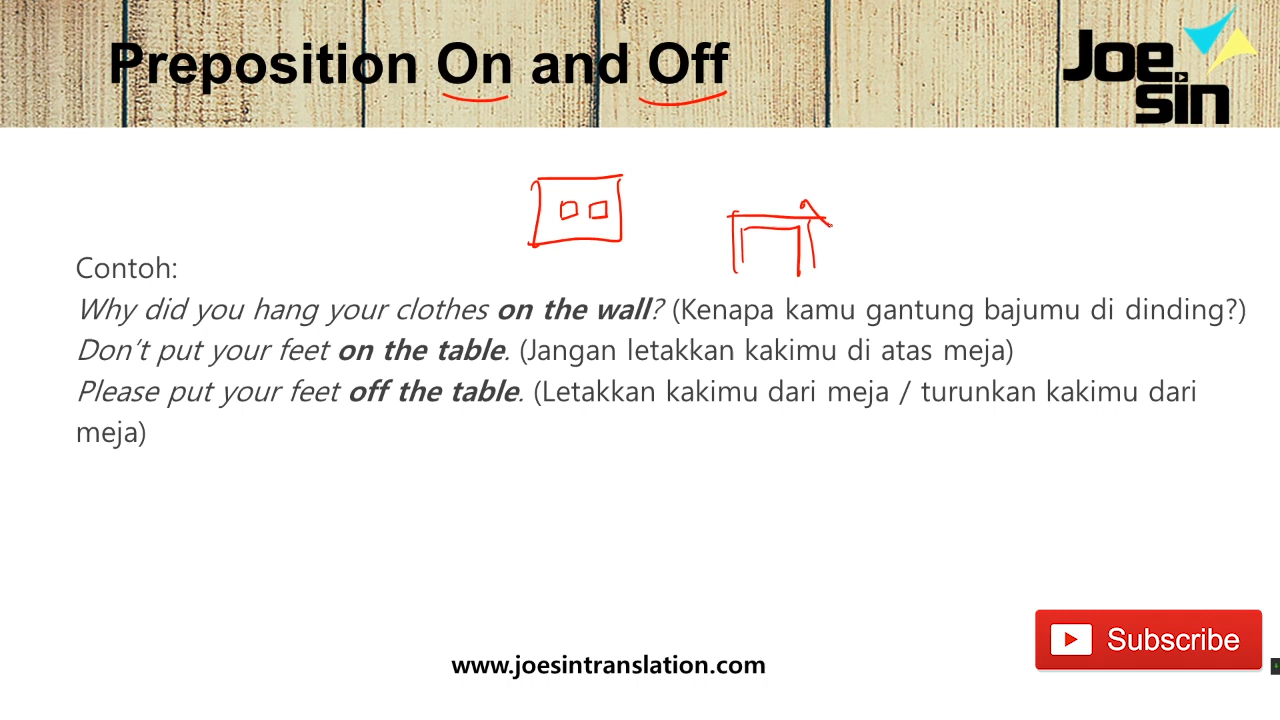 Preposition On and Off
Joe
sin
Contoh:
Why did you hang your clothes on the wall? (Kenapa kamu gantung bajumu di dinding?)
Don't put your feet on the table. (Jangan letakkan kakimu di atas meja)
Please put your feet off the table. (Letakkan kakimu dari meja / turunkan kakimu dari
meja)
Subscribe
www.joesintranslation.com